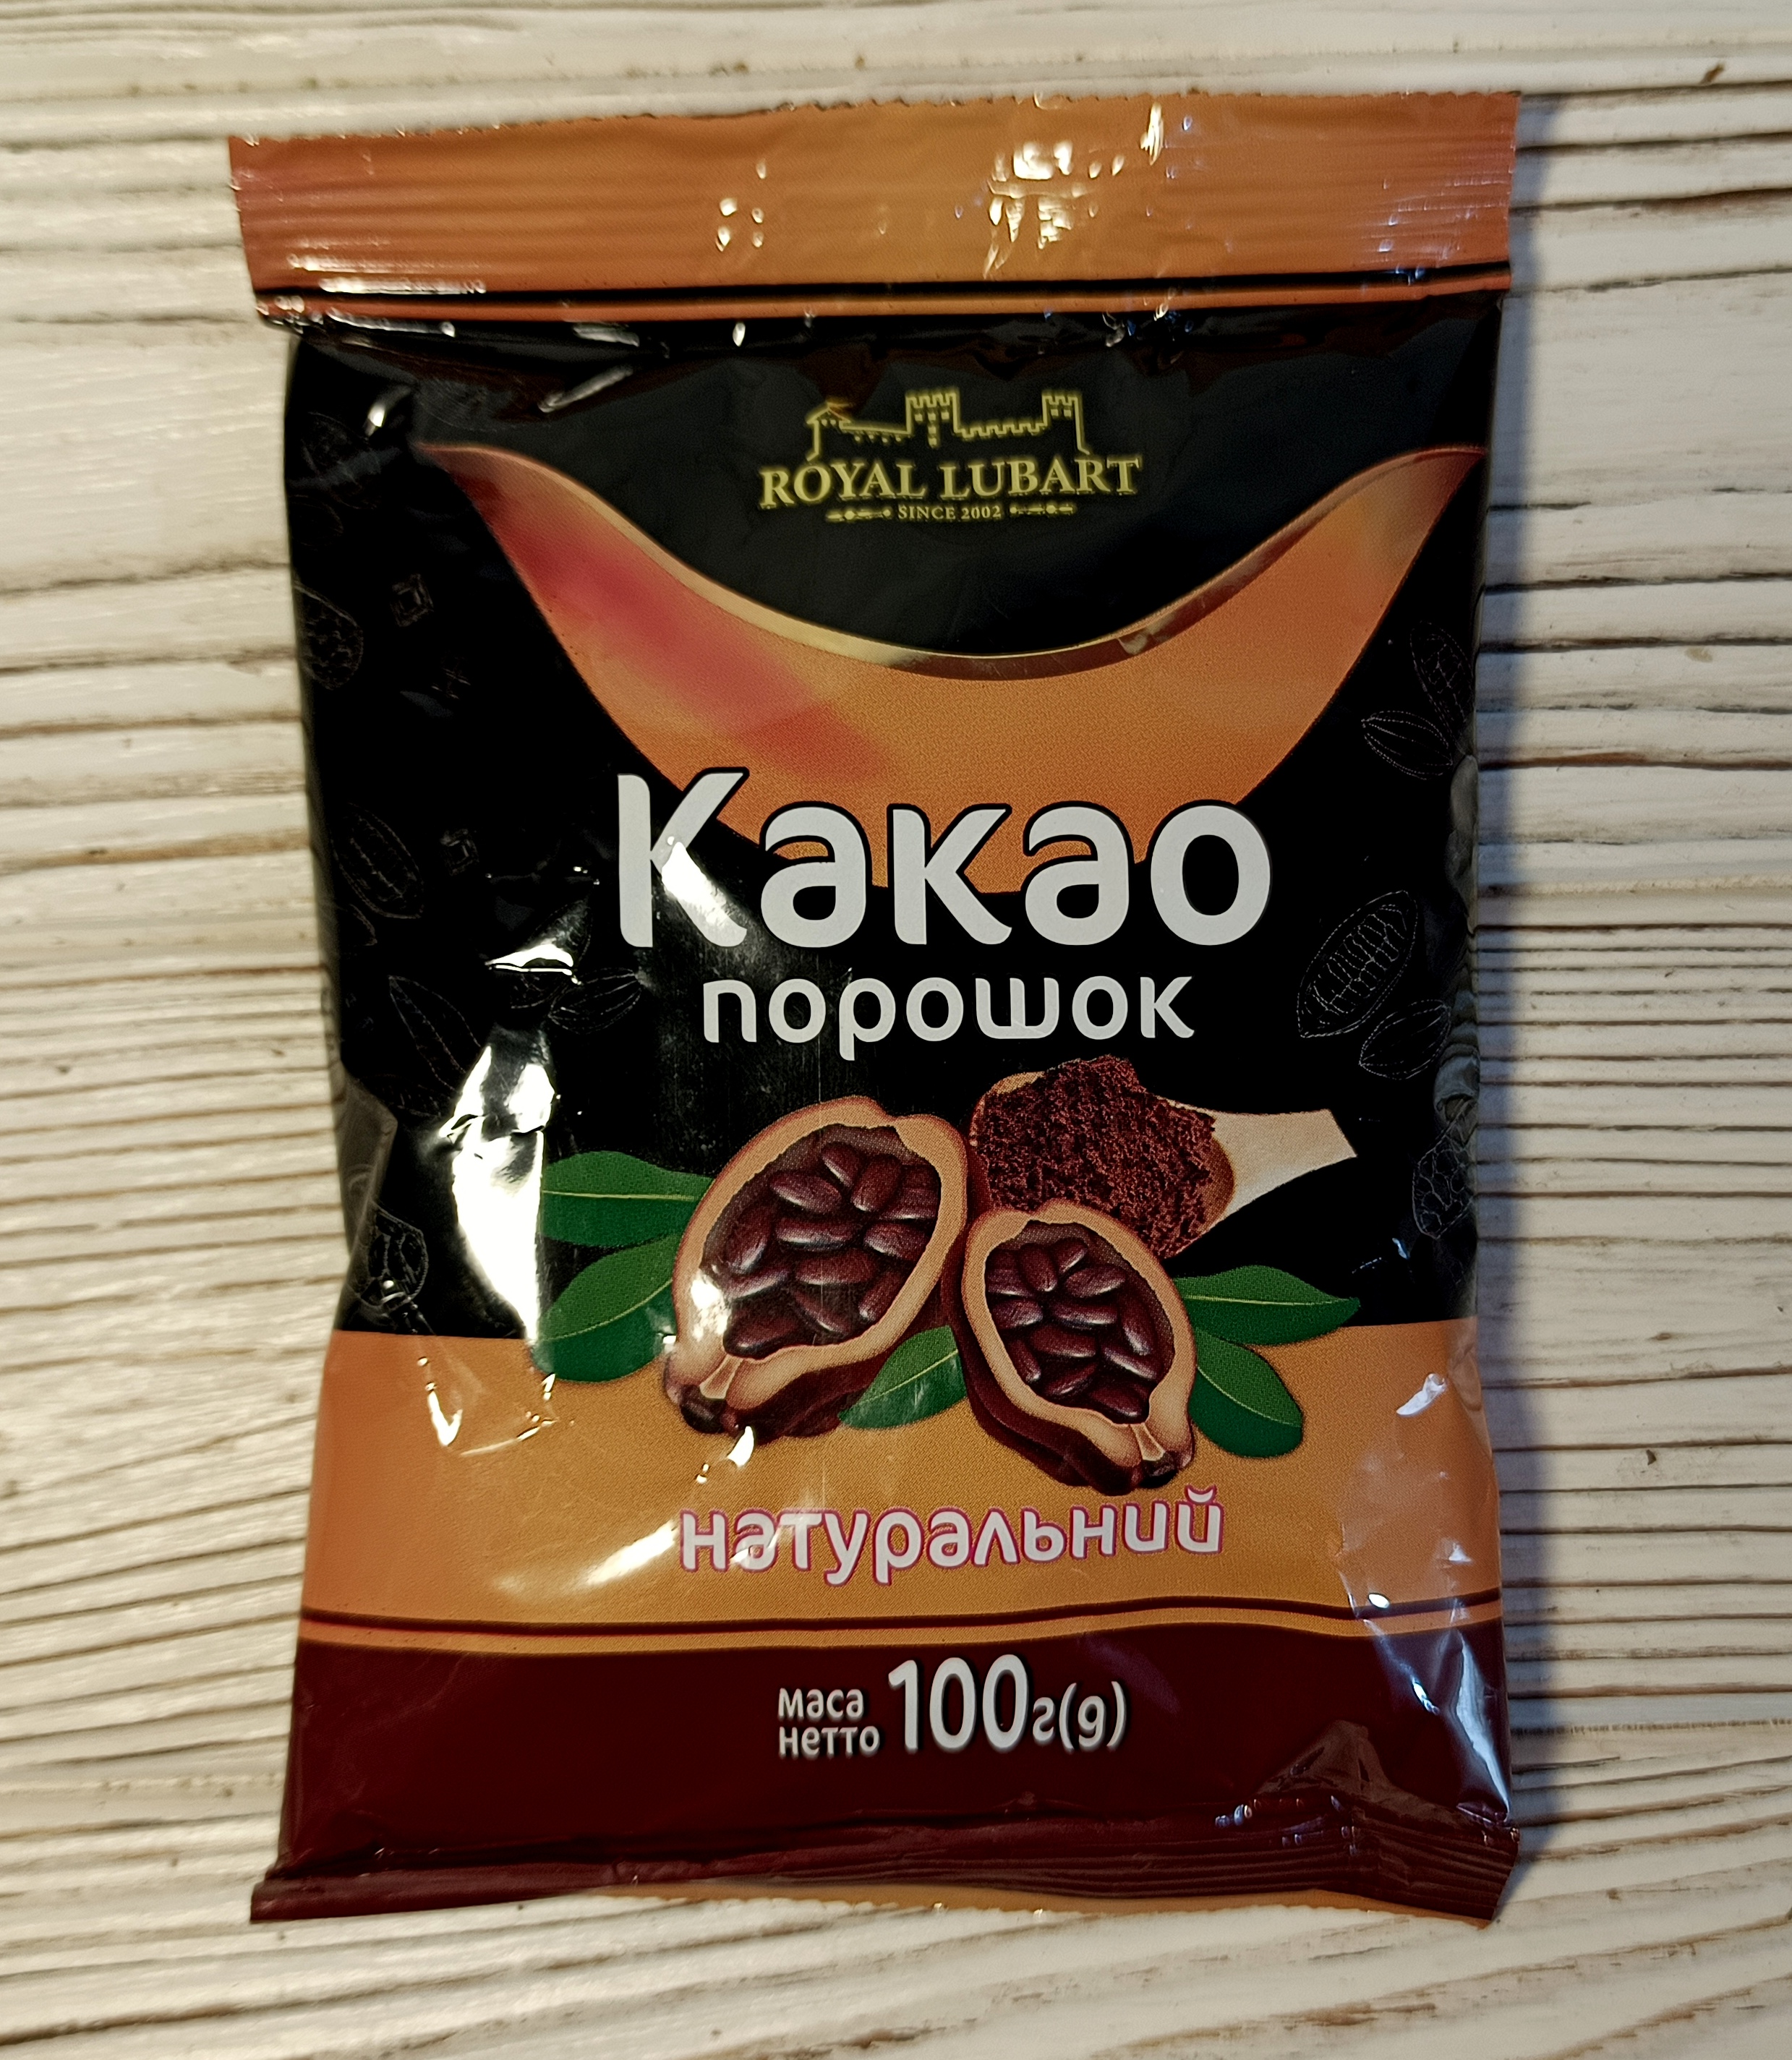 ROYAL LUBART
SINCE 2002
Какао
порошок
натуральний
маса
нетто 100г(g)